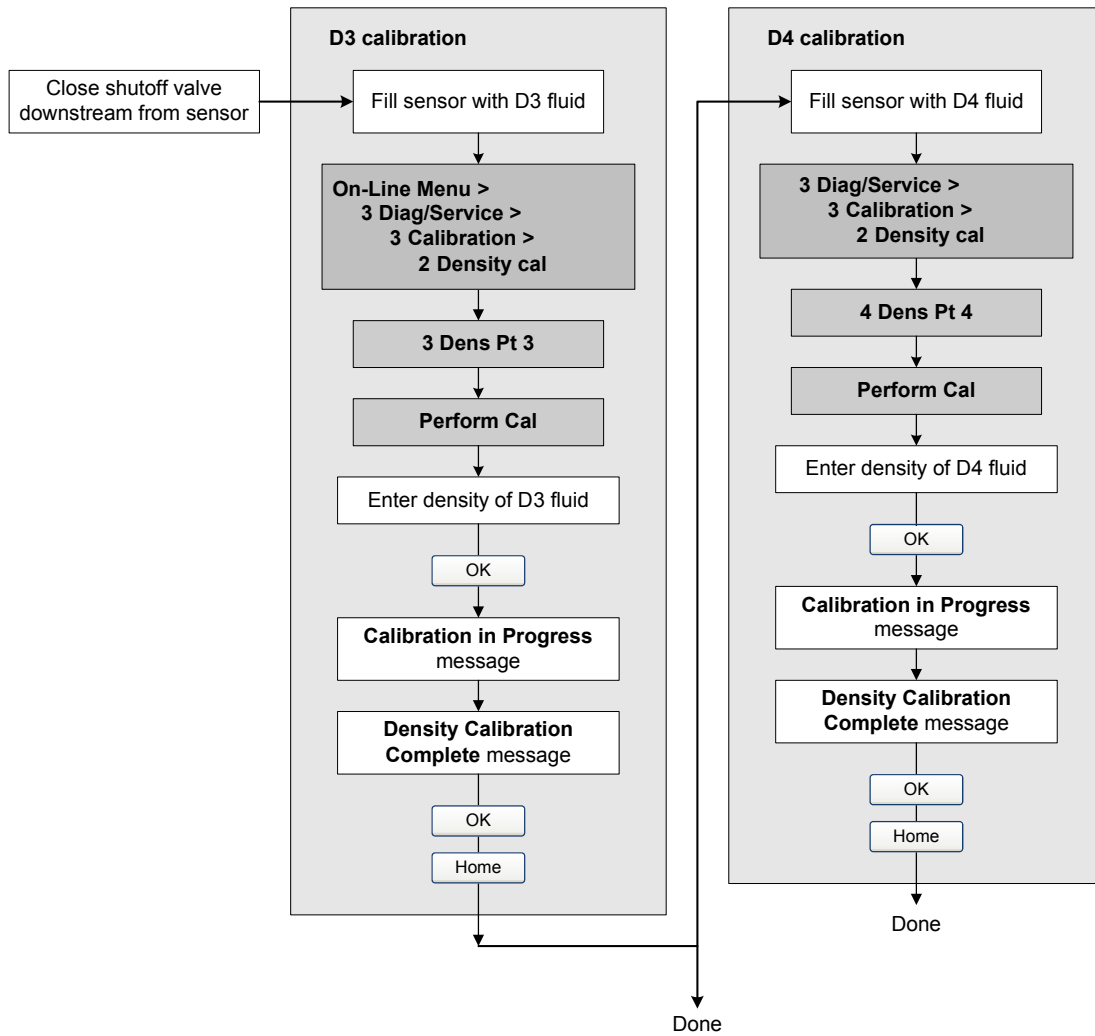 Close shutoff valve
downstream from sensor
D3 calibration
Fill sensor with D3 fluid
On-Line Menu >
3 Diag/Service >
3 Calibration >
2 Density cal
3 Dens Pt 3
Perform Cal
Enter density of D3 fluid
OK
Calibration in Progress
message
Density Calibration
Complete message
OK
Home
D4 calibration
Fill sensor with D4 fluid
3 Diag/Service >
3 Calibration >
2 Density cal
4 Dens Pt 4
Perform Cal
Enter density of D4 fluid
OK
Calibration in Progress
message
Density Calibration
Complete message
OK
Home
Done
Done